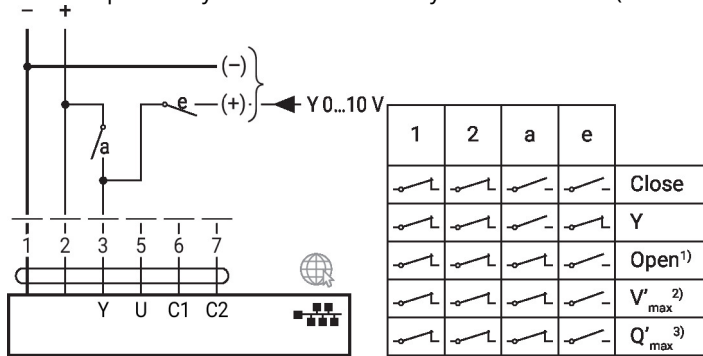 – +
(–)
e (+) Y 0...10 V
a
1 2 3 5 6 7
Y U C1 C2
1 2 a e
Close
Y
Open1)
V'max2)
Q'max3)